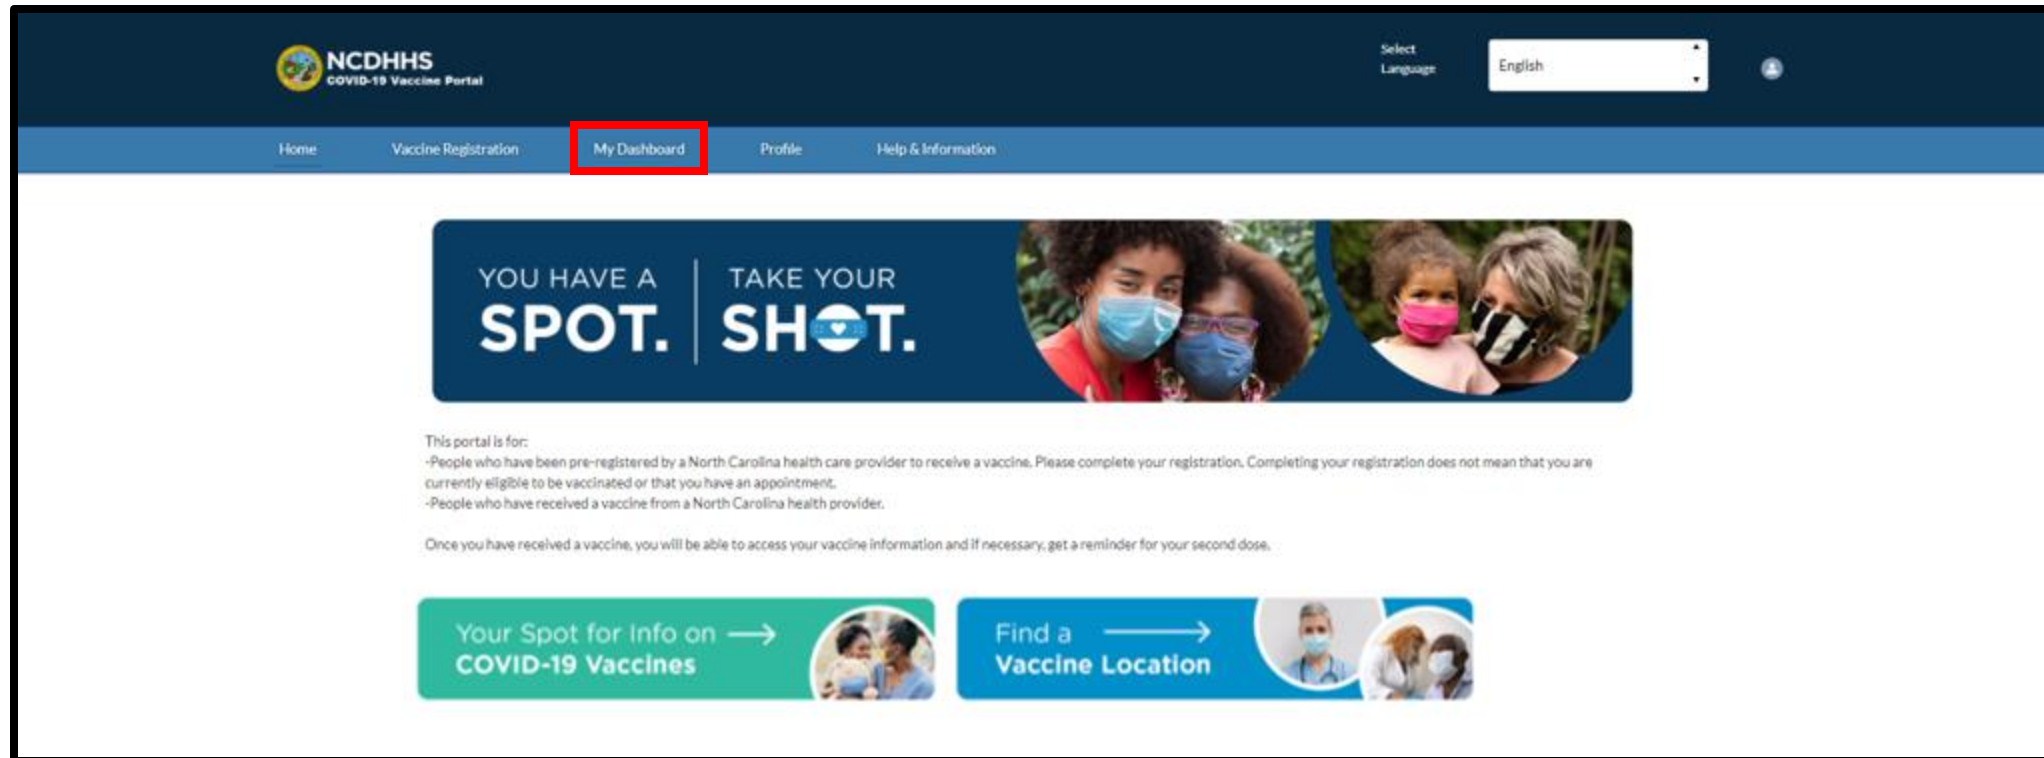 NCDHHS
COVID-19 Vaccine Portal
Select
Language
English
Home Vaccine Registration My Dashboard Profile Help & Information
YOU HAVE A
SPOT.
TAKE YOUR
SHOT.
This portal is for:
-People who have been pre-registered by a North Carolina health care provider to receive a vaccine. Please complete your registration. Completing your registration does not mean that you are
currently eligible to be vaccinated or that you have an appointment.
-People who have received a vaccine from a North Carolina health provider.
Once you have received a vaccine, you will be able to access your vaccine information and if necessary, get a reminder for your second dose.
Your Spot for Info on
COVID-19 Vaccines
Find a
Vaccine Location